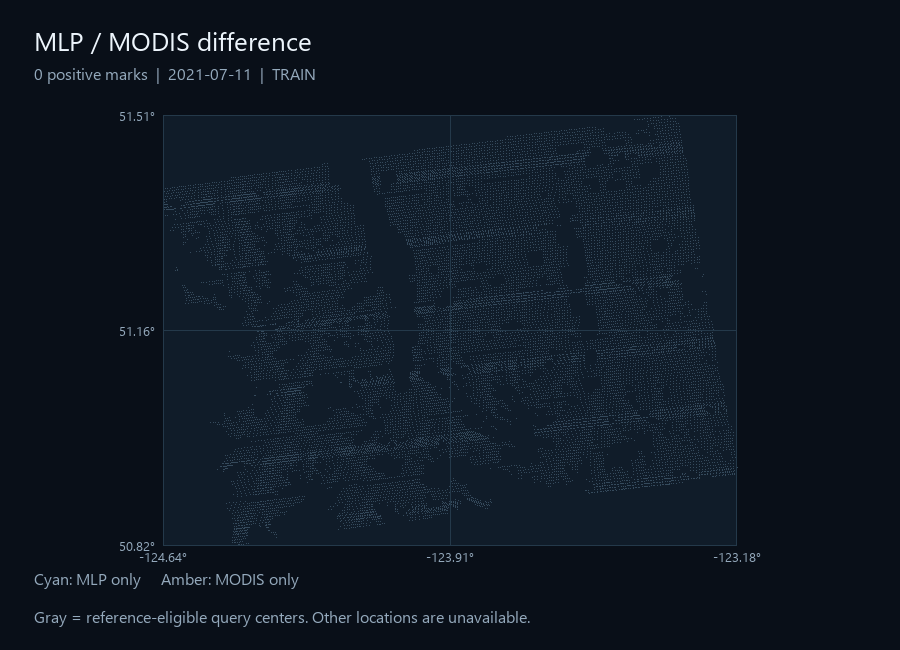 MLP / MODIS difference
0 positive marks | 2021-07-11 | TRAIN
51.51°
51.16°
50.82°
-124.64° -123.91° -123.18°
Cyan: MLP only Amber: MODIS only
Gray = reference-eligible query centers. Other locations are unavailable.